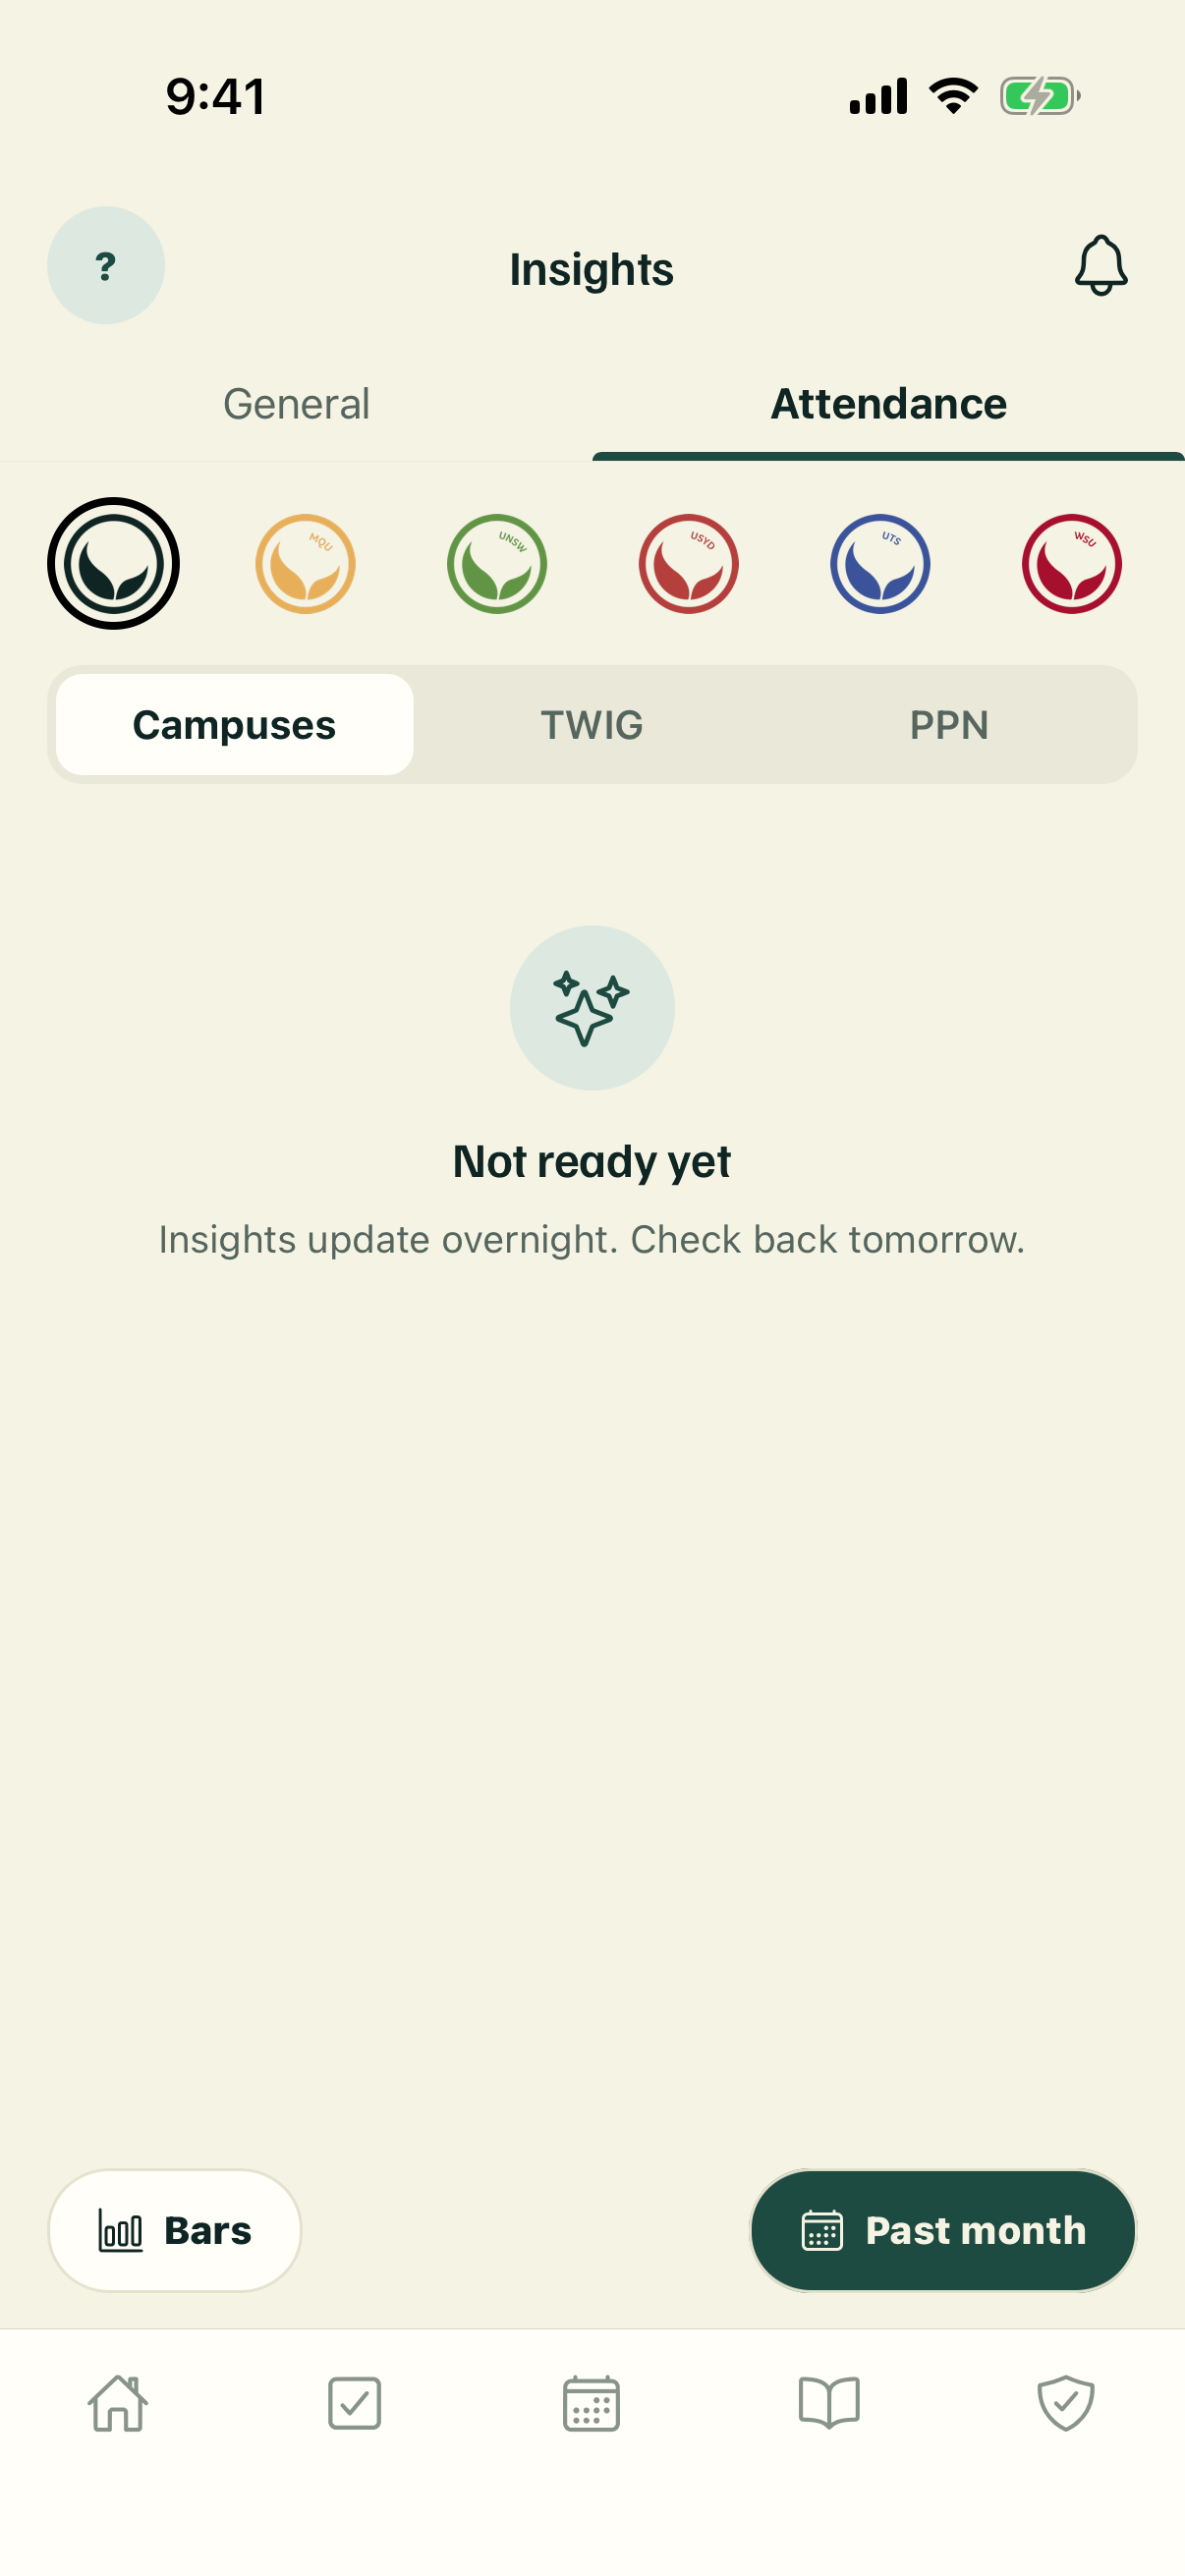 9:41
?
Insights
General
Attendance
MQU
UNSW
USYD
UTS
WSU
Campuses
TWIG
PPN
Not ready yet
Insights update overnight. Check back tomorrow.
Bars
Past month